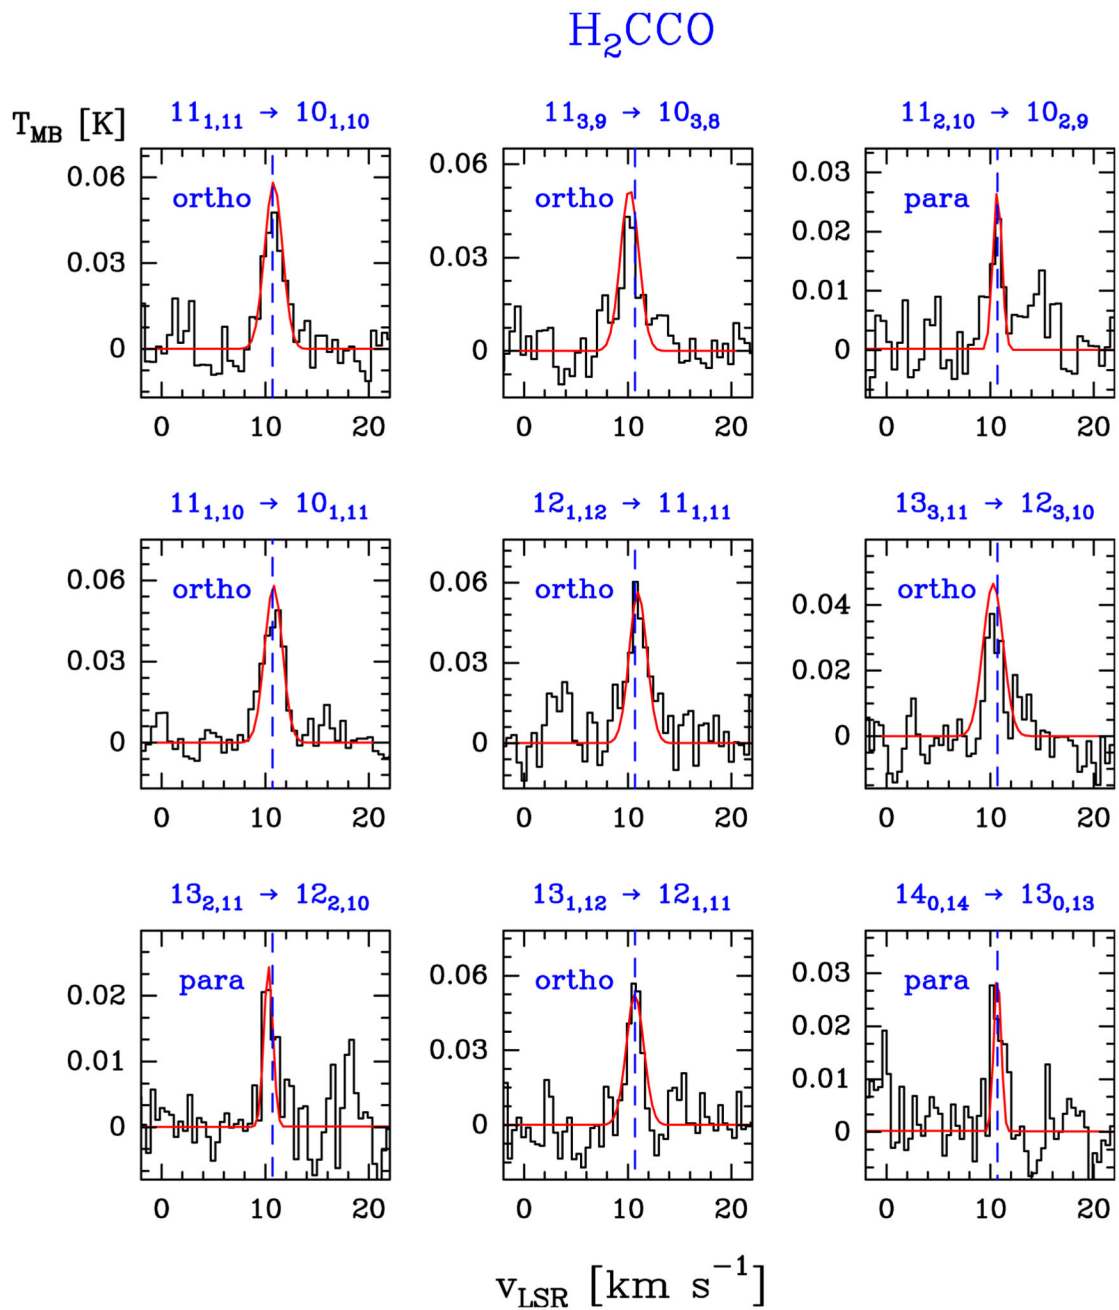 H₂CCO
T_MB [K]
11₁,₁₁ → 10₁,₁₀
11₃,₉ → 10₃,₈
11₂,₁₀ → 10₂,₉
ortho
ortho
para
0.06
0.03
0
0.06
0.03
0
0.03
0.02
0.01
0
0 10 20
0 10 20
0 10 20
11₁,₁₀ → 10₁,₁₁
12₁,₁₂ → 11₁,₁₁
13₃,₁₁ → 12₃,₁₀
ortho
ortho
ortho
0.06
0.03
0
0.06
0.03
0
0.04
0.02
0
0 10 20
0 10 20
0 10 20
13₂,₁₁ → 12₂,₁₀
13₁,₁₂ → 12₁,₁₁
14₀,₁₄ → 13₀,₁₃
para
ortho
para
0.02
0.01
0
0.06
0.03
0
0.03
0.02
0.01
0
0 10 20
0 10 20
0 10 20
v_LSR [km s⁻¹]